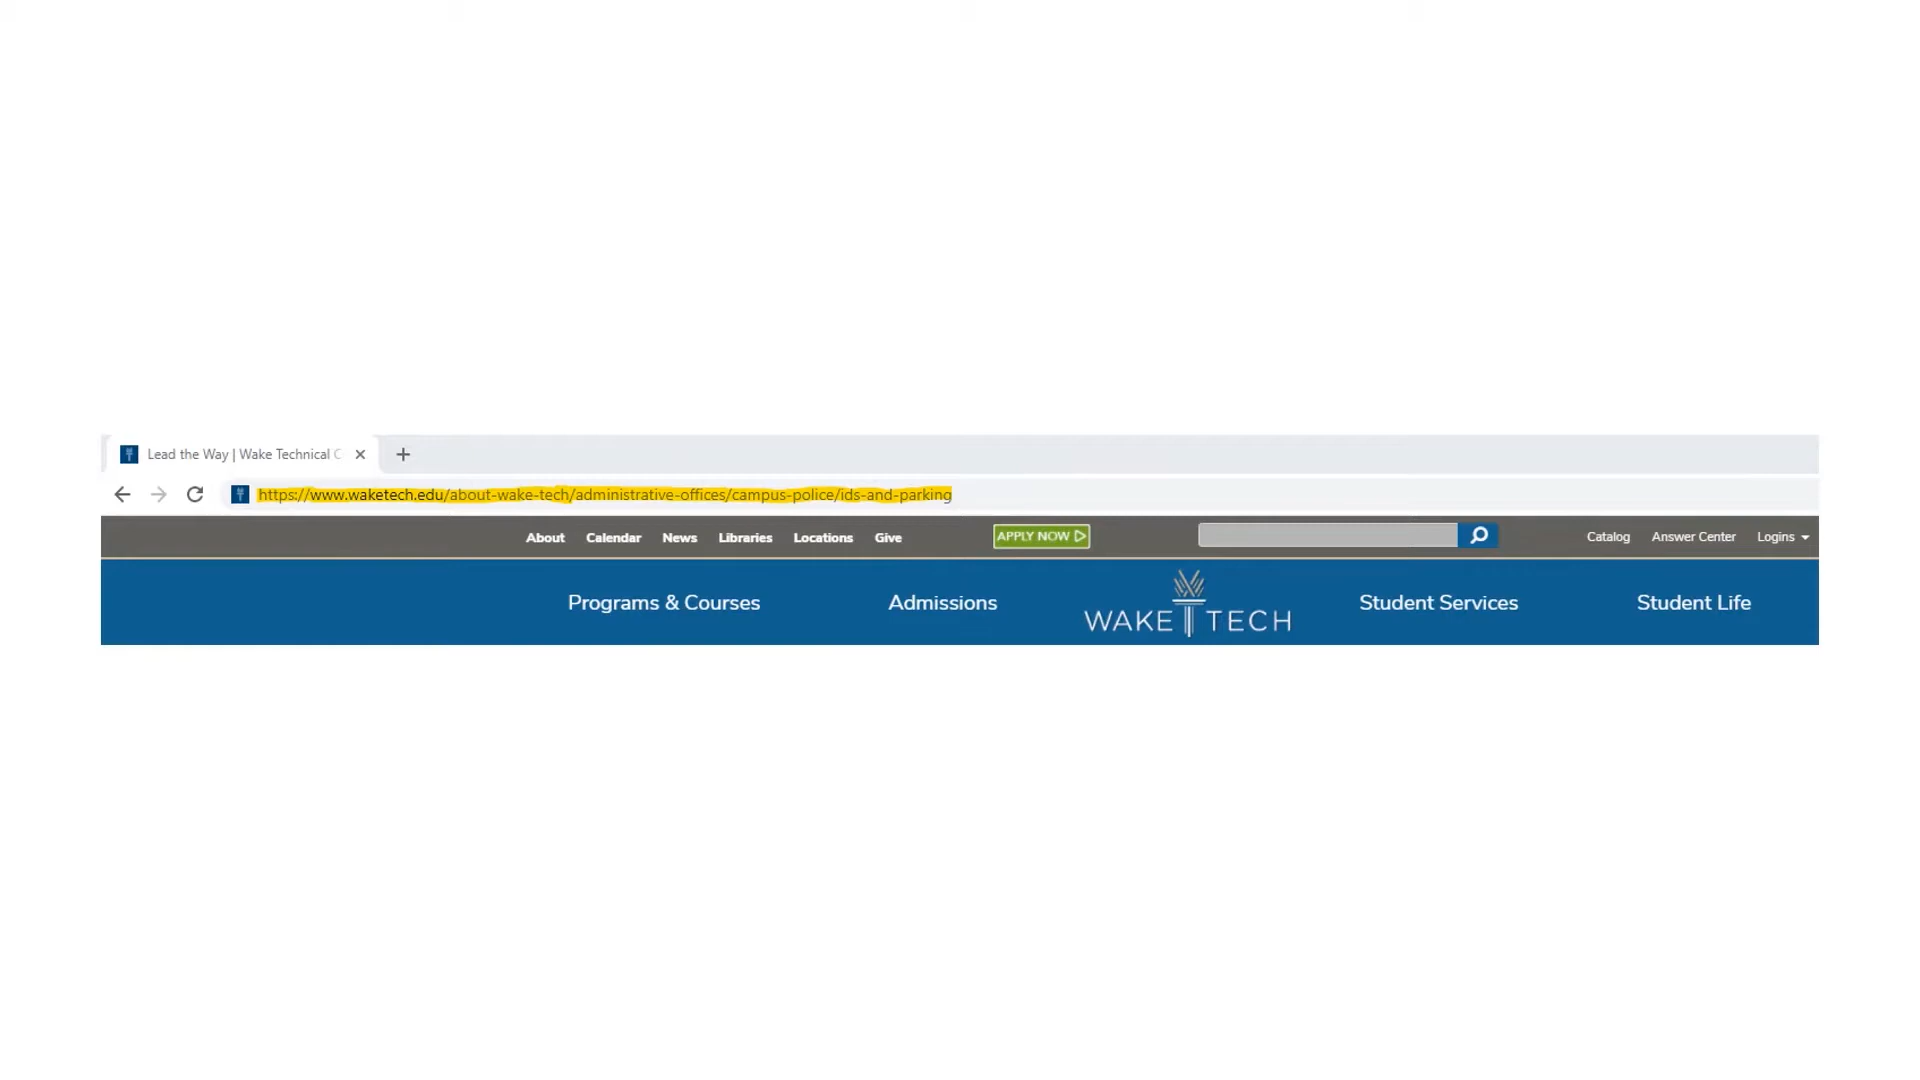 Lead the Way | Wake Technical C
https://www.waketech.edu/about-wake-tech/administrative-offices/campus-police/ids-and-parking
About Calendar News Libraries Locations Give APPLY NOW Catalog Answer Center Logins
Programs & Courses Admissions WAKE TECH Student Services Student Life